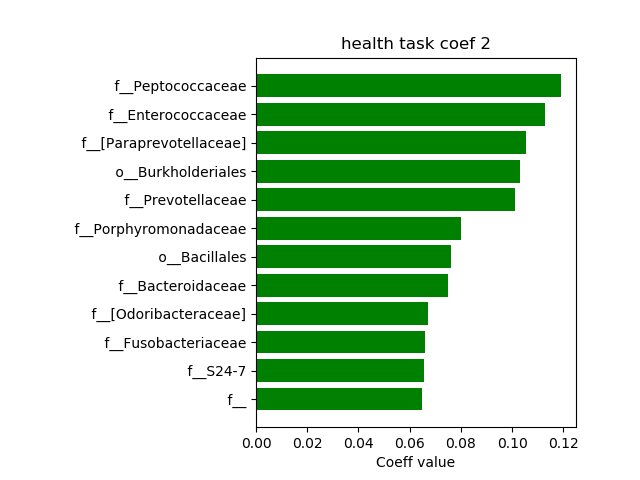 health task coef 2
f__Peptococcaceae
f__Enterococcaceae
f__[Paraprevotellaceae]
o__Burkholderiales
f__Prevotellaceae
f__Porphyromonadaceae
o__Bacillales
f__Bacteroidaceae
f__[Odoribacteraceae]
f__Fusobacteriaceae
f__S24-7
f__
0.00 0.02 0.04 0.06 0.08 0.10 0.12
Coeff value